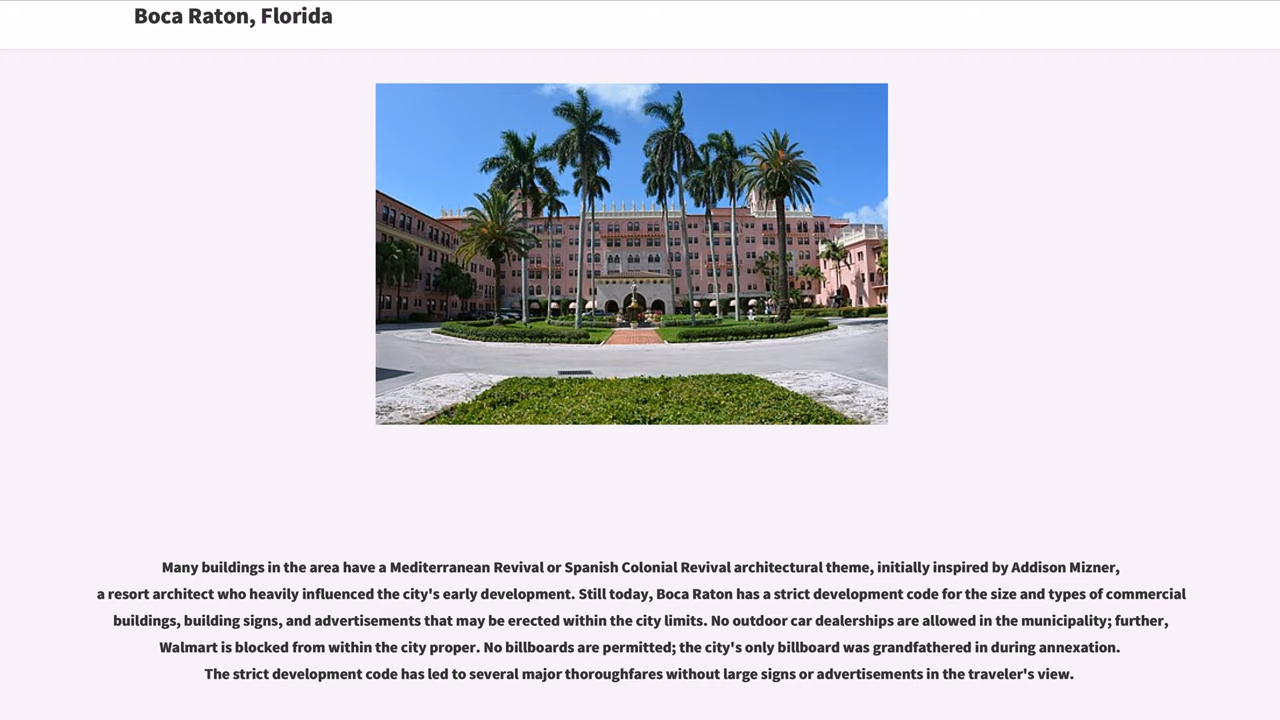 Boca Raton, Florida
Many buildings in the area have a Mediterranean Revival or Spanish Colonial Revival architectural theme, initially inspired by Addison Mizner,
a resort architect who heavily influenced the city's early development. Still today, Boca Raton has a strict development code for the size and types of commercial
buildings, building signs, and advertisements that may be erected within the city limits. No outdoor car dealerships are allowed in the municipality; further,
Walmart is blocked from within the city proper. No billboards are permitted; the city's only billboard was grandfathered in during annexation.
The strict development code has led to several major thoroughfares without large signs or advertisements in the traveler's view.